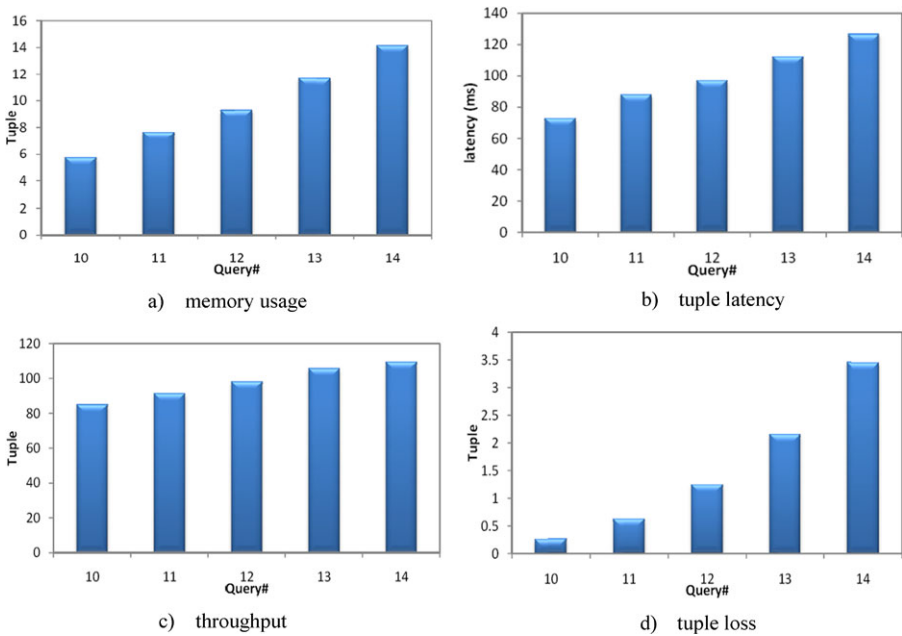 16
14
12
10
8
6
4
2
0
Tuple
10 11 12 13 14
Query#
a) memory usage
140
120
100
80
60
40
20
0
latency (ms)
10 11 12 13 14
Query#
b) tuple latency
120
100
80
60
40
20
0
Tuple
10 11 12 13 14
Query#
c) throughput
4
3.5
3
2.5
2
1.5
1
0.5
0
Tuple
10 11 12 13 14
Query#
d) tuple loss